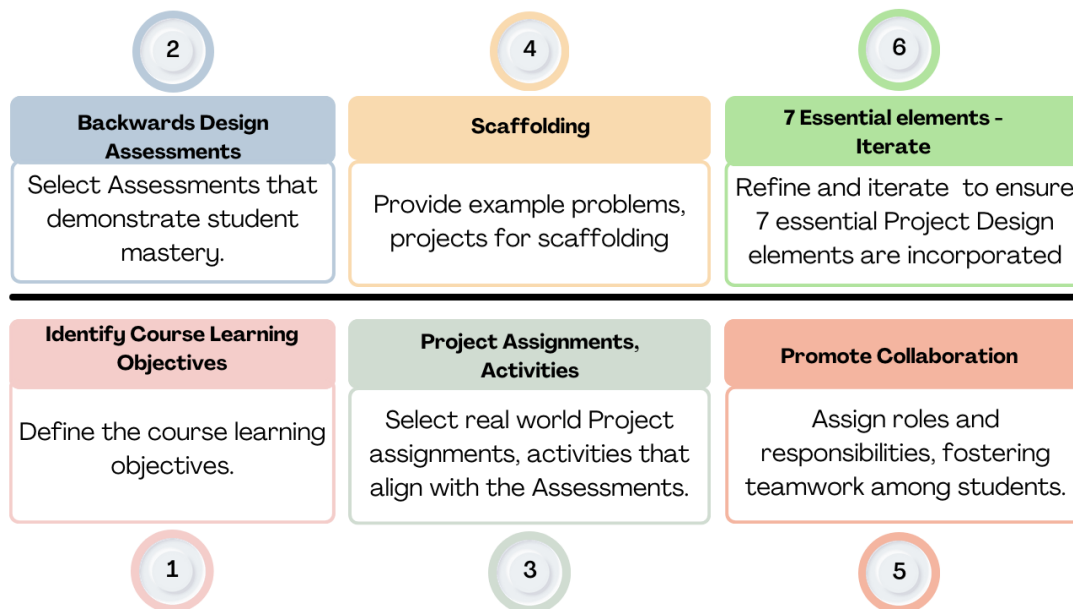 2
4
6
Backwards Design
Assessments
Select Assessments that
demonstrate student
mastery.
Scaffolding
Provide example problems,
projects for scaffolding
7 Essential elements -
Iterate
Refine and iterate to ensure
7 essential Project Design
elements are incorporated
Identify Course Learning
Objectives
Define the course learning
objectives.
Project Assignments,
Activities
Select real world Project
assignments, activities that
align with the Assessments.
Promote Collaboration
Assign roles and
responsibilities, fostering
teamwork among students.
1
3
5